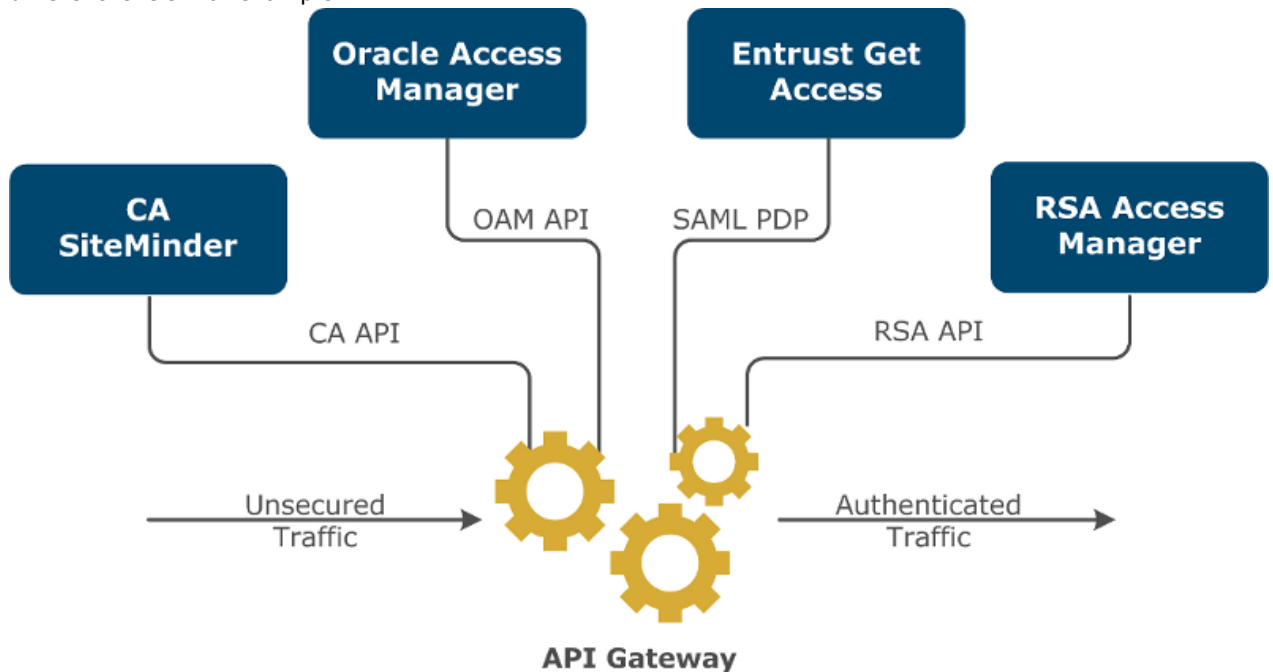 Oracle Access
Manager
Entrust Get
Access
CA
SiteMinder
RSA Access
Manager
OAM API
SAML PDP
CA API
RSA API
Unsecured
Traffic
Authenticated
Traffic
API Gateway